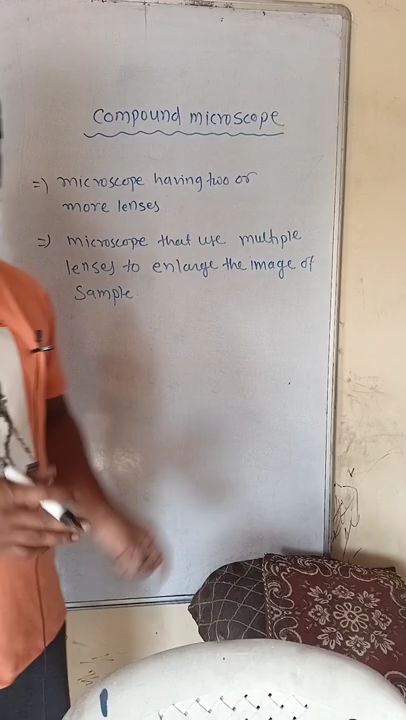 Compound microscope
=) microscope having two or
more lenses
=) microscope that use multiple
lenses to enlarge the image of
Sample